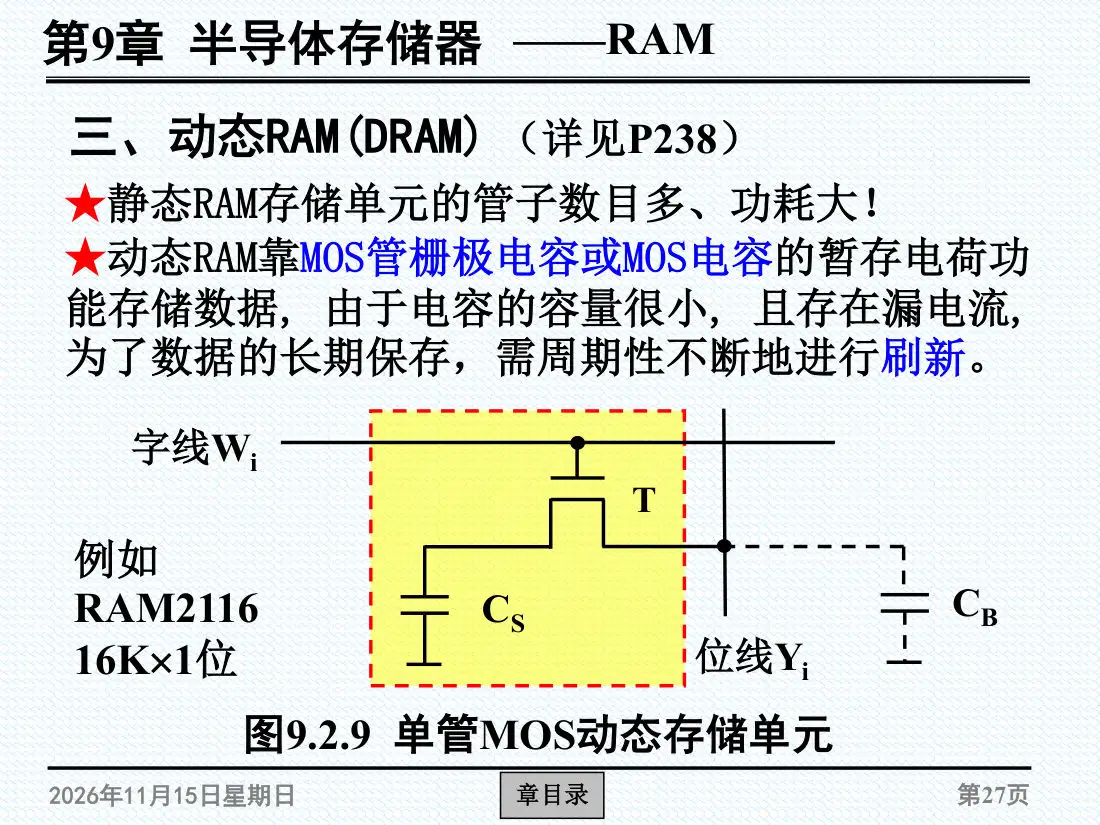 第9章 半导体存储器 ——RAM
三、动态RAM(DRAM)（详见P238）
★静态RAM存储单元的管子数目多、功耗大!
★动态RAM靠MOS管栅极电容或MOS电容的暂存电荷功
能存储数据, 由于电容的容量很小, 且存在漏电流,
为了数据的长期保存，需周期性不断地进行刷新。
字线Wi
T
例如
RAM2116
16K×1位
CS
CB
位线Yi
图9.2.9 单管MOS动态存储单元
2026年11月15日星期日
章目录
第27页